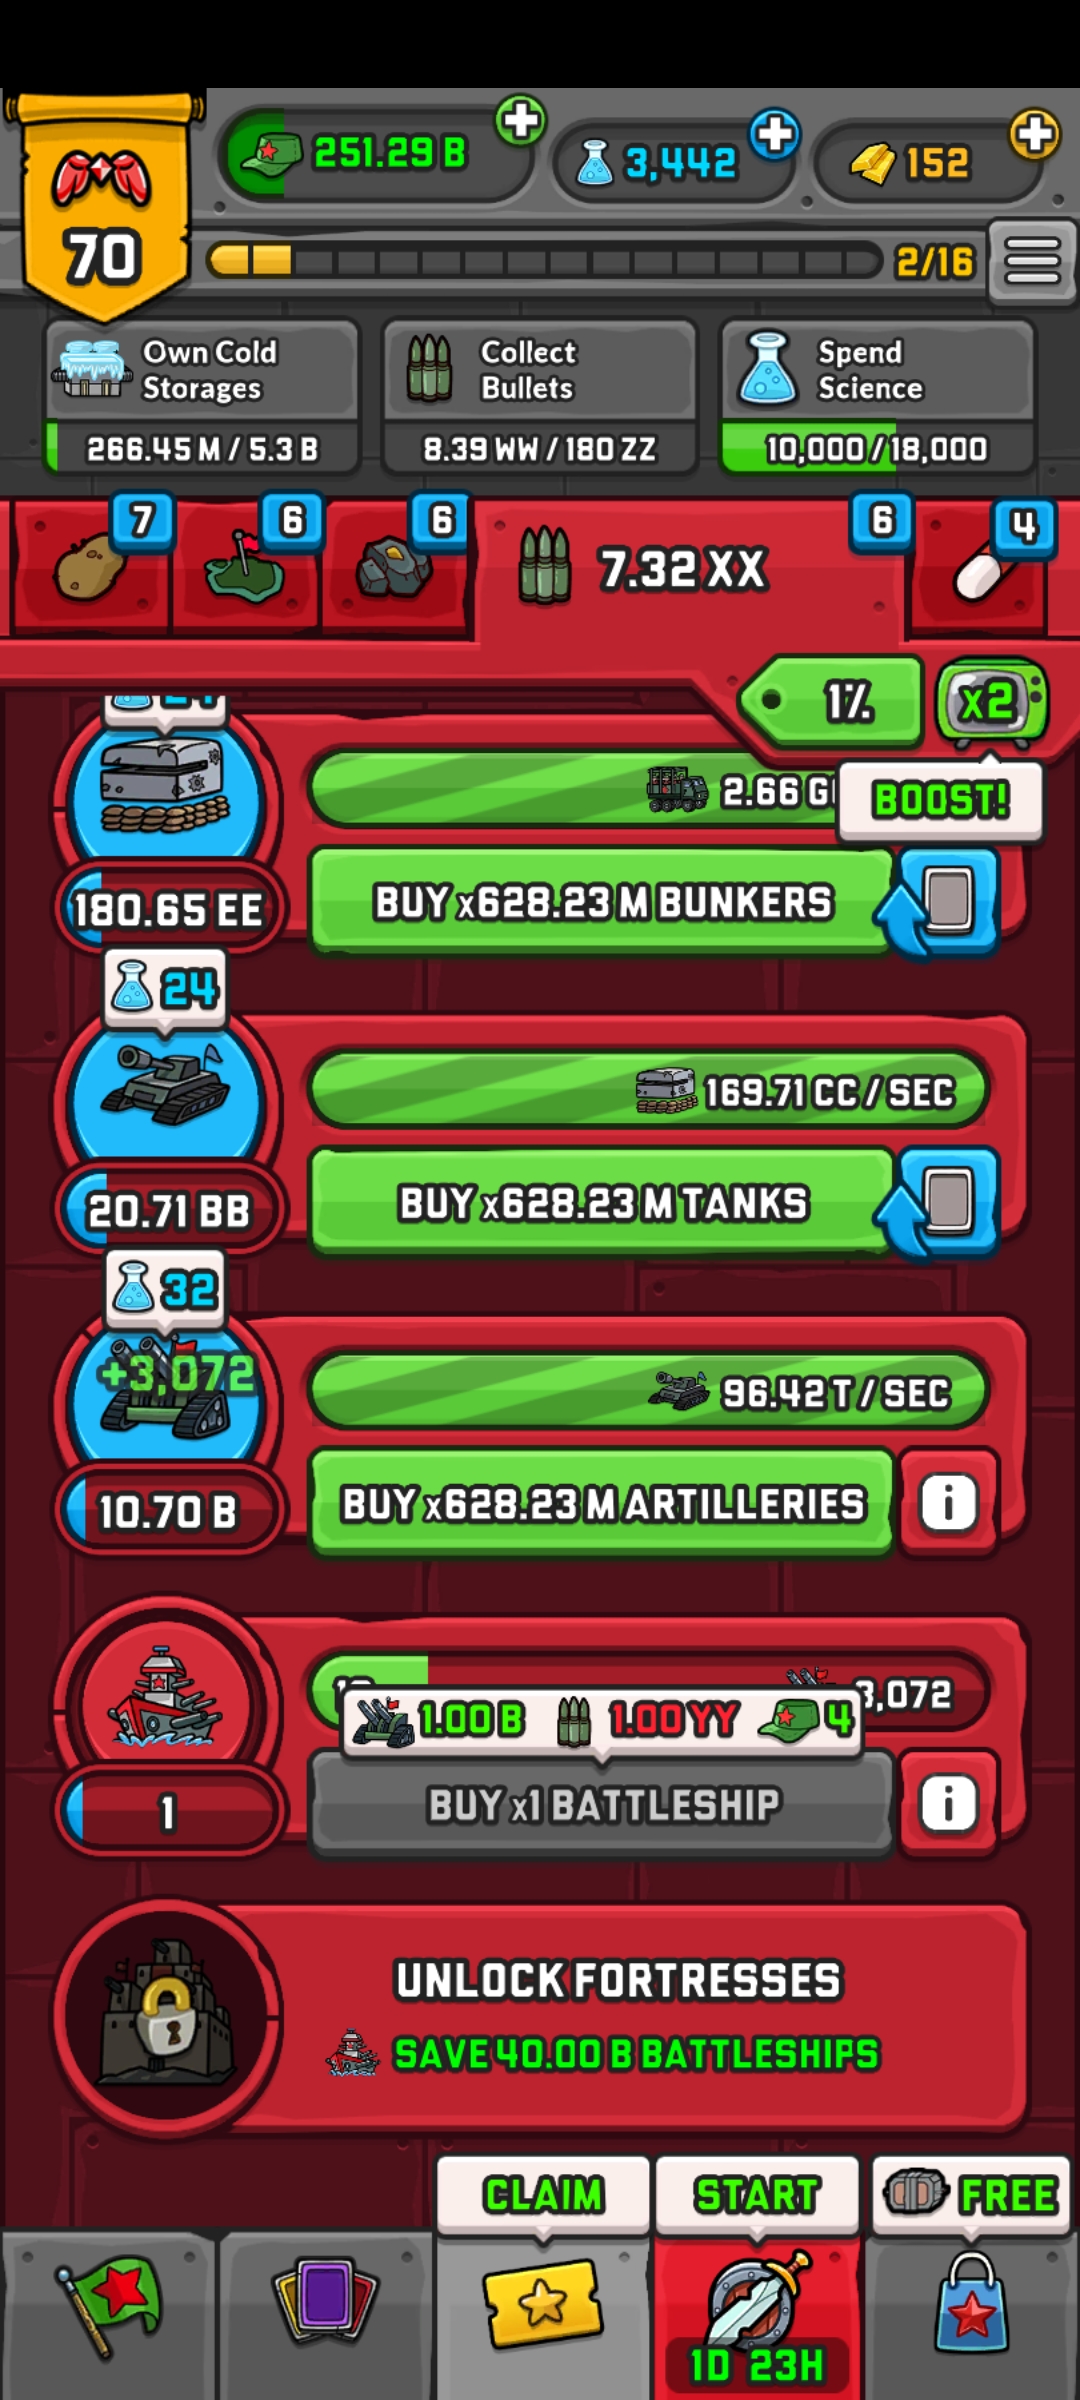 251.29 B
3,442
152
70
2/16
Own Cold
Storages
Collect
Bullets
Spend
Science
266.45 M / 5.3 B
8.39 WW / 180 ZZ
10,000 / 18,000
7
6
6
7.32 XX
6
4
1%
x2
BOOST!
2.66
BUY x628.23 M BUNKERS
180.65 EE
24
169.71 CC / SEC
BUY x628.23 M TANKS
20.71 BB
32
+3,072
96.42 T / SEC
BUY x628.23 M ARTILLERIES
i
10.70 B
3,072
1.00 B
1.00 YY
4
BUY x1 BATTLESHIP
i
1
UNLOCK FORTRESSES
SAVE 40.00 B BATTLESHIPS
CLAIM
START
FREE
1D 23H